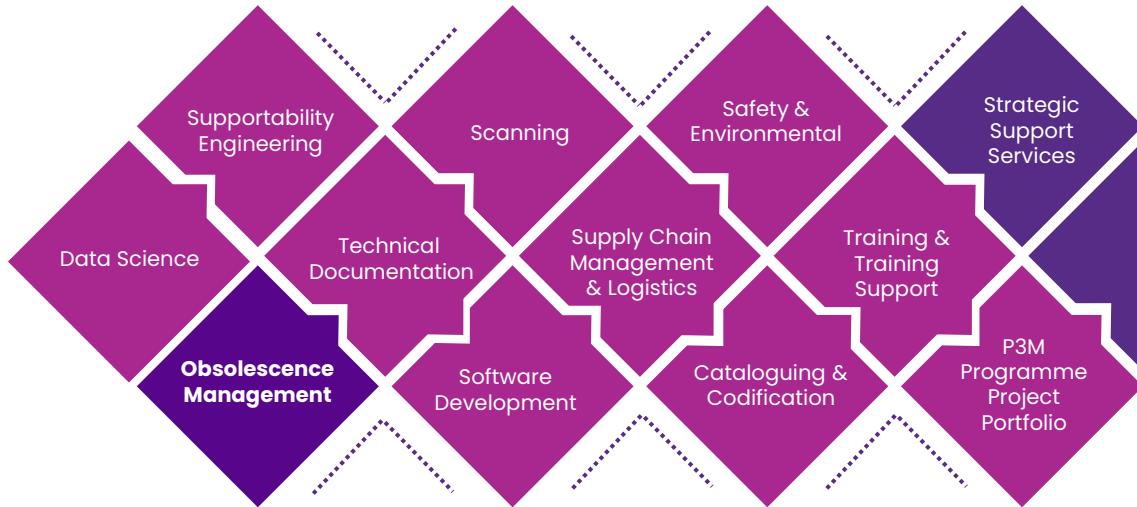 Supportability
Engineering
Scanning
Safety &
Environmental
Strategic
Support
Services
Data Science
Technical
Documentation
Supply Chain
Management
& Logistics
Training &
Training
Support
Obsolescence
Management
Software
Development
Cataloguing &
Codification
P3M
Programme
Project
Portfolio